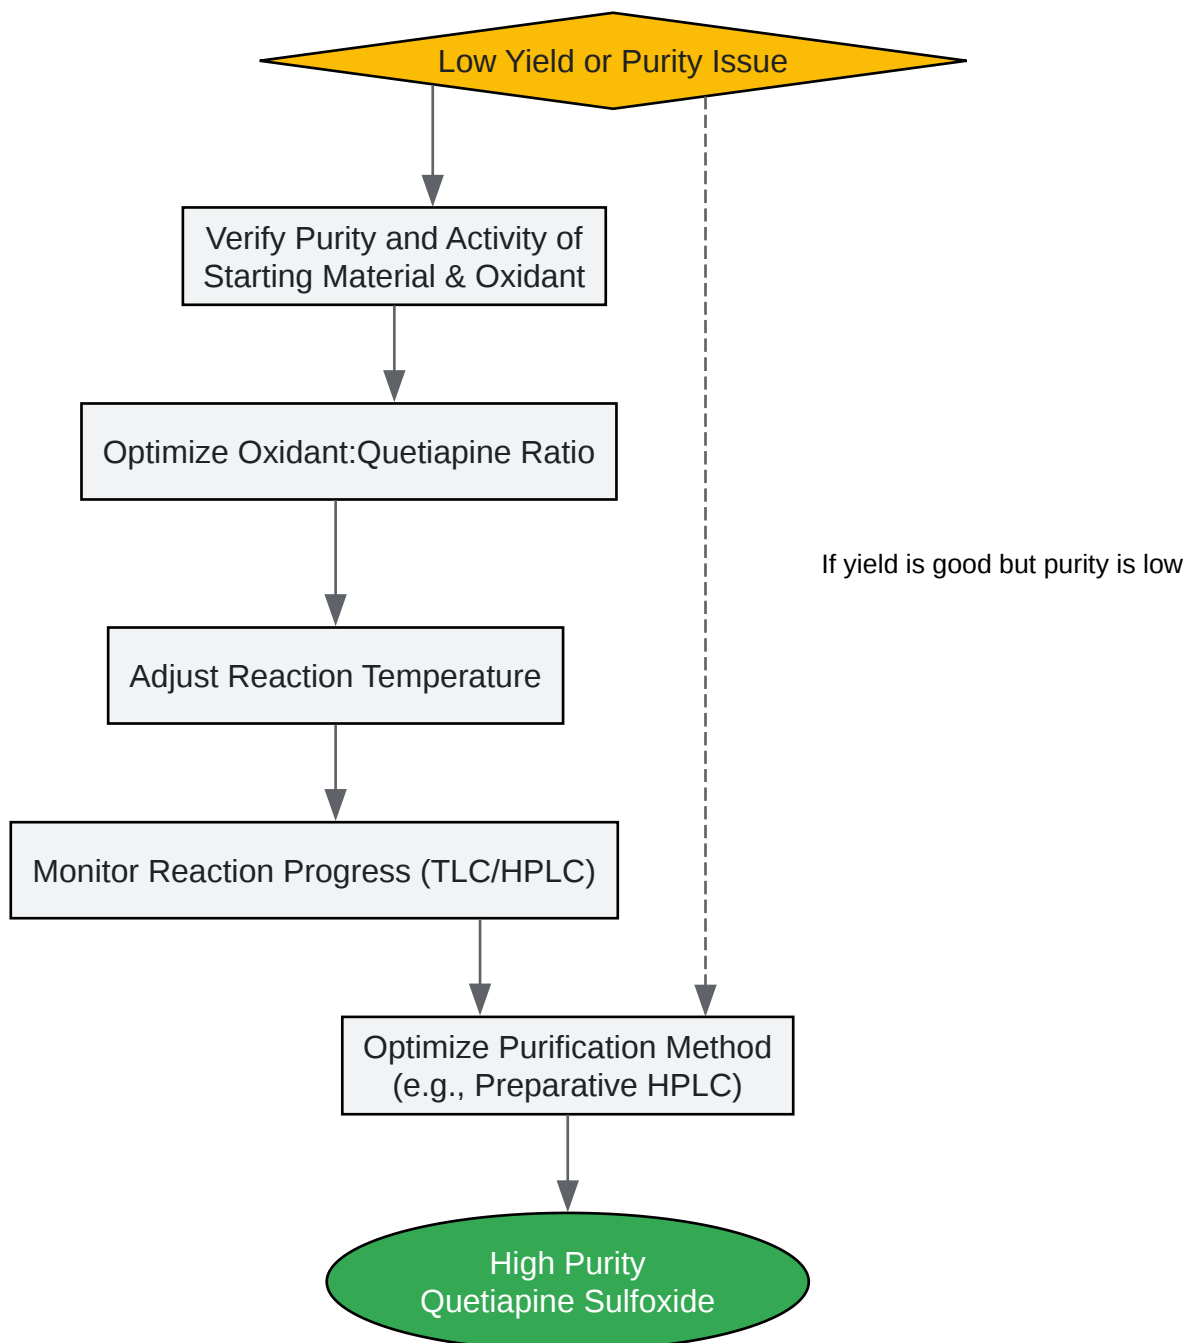 Low Yield or Purity Issue
Verify Purity and Activity of
Starting Material & Oxidant
Optimize Oxidant:Quetiapine Ratio
If yield is good but purity is low
Adjust Reaction Temperature
Monitor Reaction Progress (TLC/HPLC)
Optimize Purification Method
(e.g., Preparative HPLC)
High Purity
Quetiapine Sulfoxide